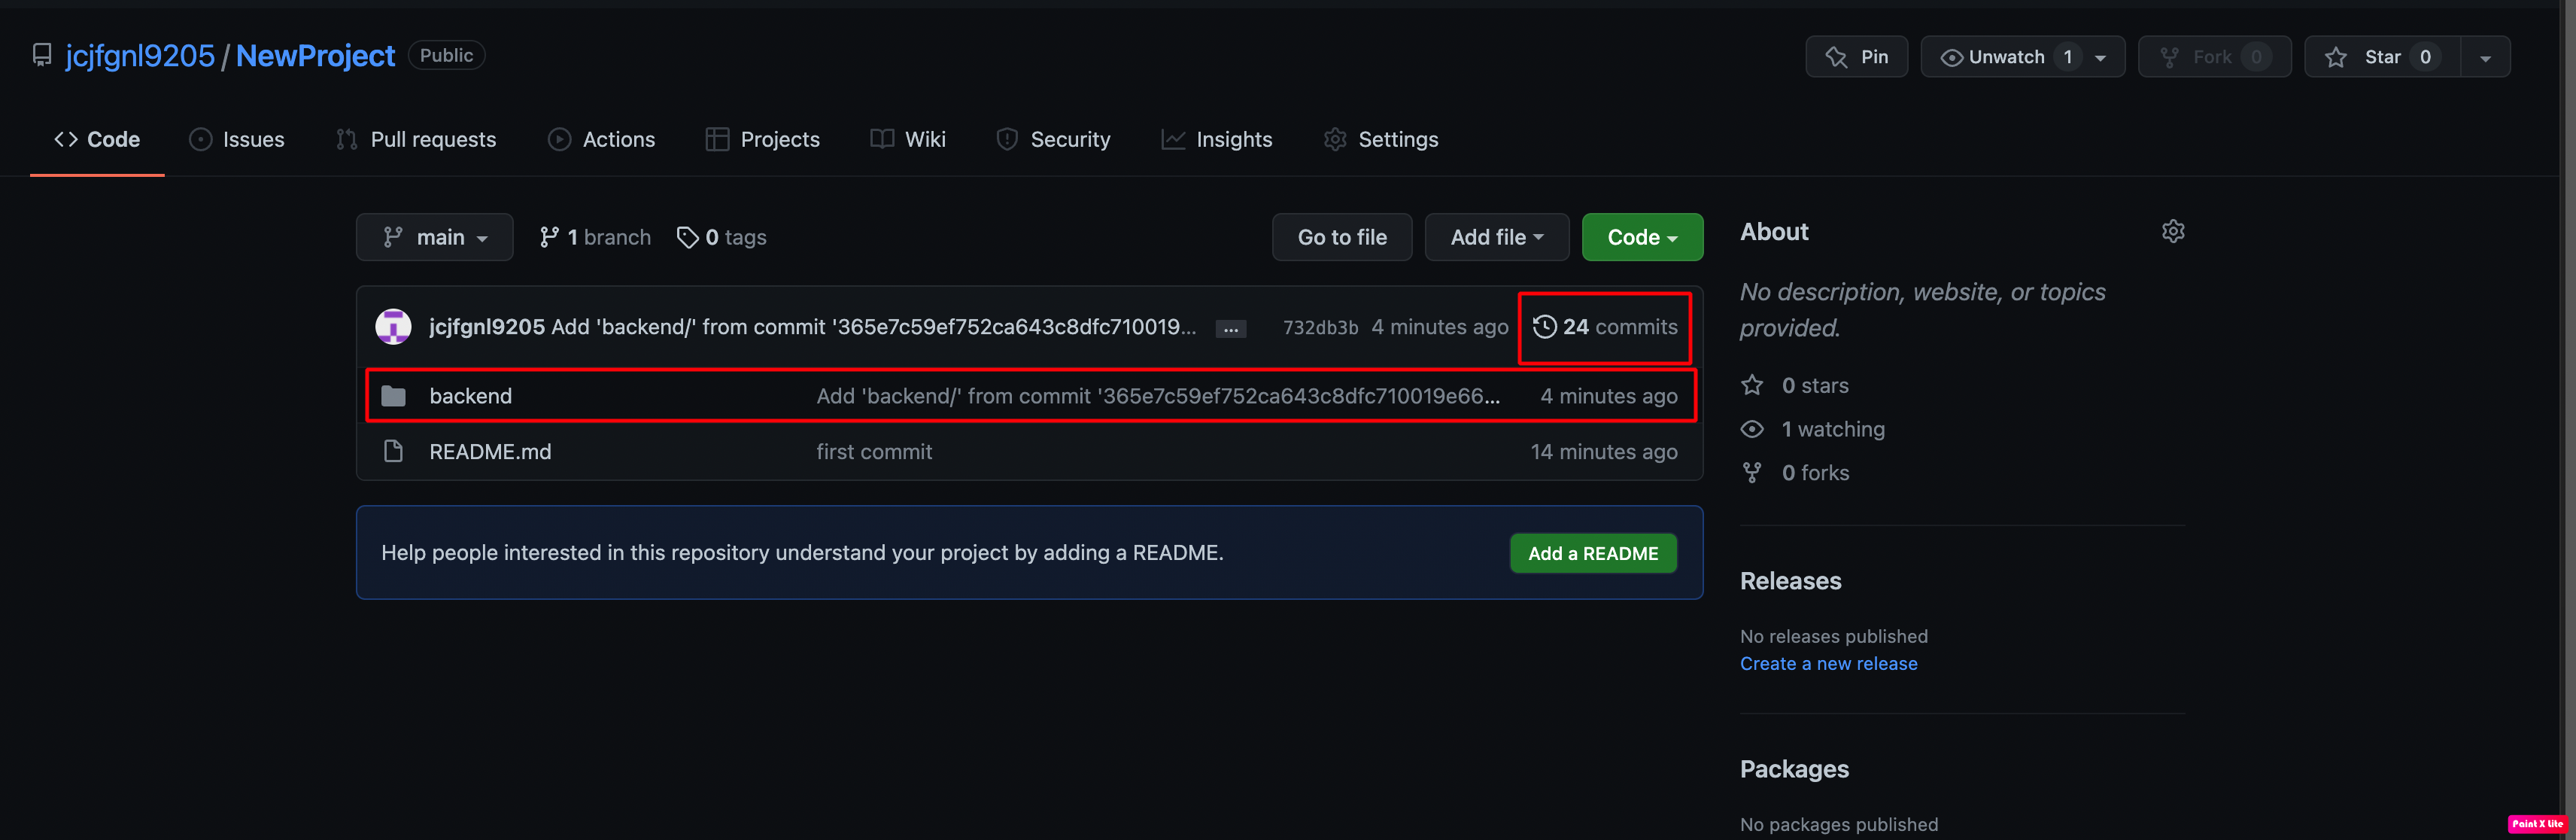 jcjfgnl9205 / NewProject Public
Pin
Unwatch 1
Fork 0
Star 0
Code
Issues
Pull requests
Actions
Projects
Wiki
Security
Insights
Settings
main
1 branch
0 tags
Go to file
Add file
Code
jcjfgnl9205 Add 'backend/' from commit '365e7c59ef752ca643c8dfc710019... ... 732db3b 4 minutes ago 24 commits
backend Add 'backend/' from commit '365e7c59ef752ca643c8dfc710019e66... 4 minutes ago
README.md first commit 14 minutes ago
Help people interested in this repository understand your project by adding a README.
Add a README
About
No description, website, or topics
provided.
0 stars
1 watching
0 forks
Releases
No releases published
Create a new release
Packages
No packages published
Paint X lite